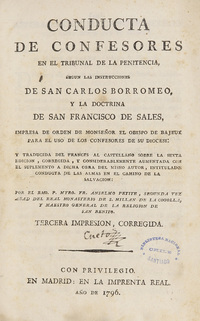 CONDUCTA
DE CONFESORES
EN EL TRIBUNAL DE LA PENITENCIA,
SEGUN LAS INSTRUCCIONES
DE SAN CARLOS BORROMEO,
Y LA DOCTRINA
DE SAN FRANCISCO DE SALES,
IMPRESA DE ORDEN DE MONSEÑOR EL OBISPO DE BAJEUX
PARA EL USO DE LOS CONFESORES DE SU DIOCESI:
Y TRADUCIDA DEL FRANCES AL CASTELLANO SOBRE LA SEXTA
EDICION, CORREGIDA, Y CONSIDERABLEMENTE AUMENTADA CON
EL SUPLEMENTO A DICHA OBRA DEL MISMO AUTOR, INTITULADO:
CONDUCTA DE LAS ALMAS EN EL CAMINO DE LA
SALVACION:
POR EL RMO. P. MTRO. FR. ANSELMO PETITE, SEGUNDA VEZ
ABAD DEL REAL MONASTERIO DE S. MILLAN DE LA COGOLLA,
Y MAESTRO GENERAL DE LA RELIGION DE
SAN BENITO.
TERCERA IMPRESION, CORREGIDA.
CON PRIVILEGIO.
EN MADRID: EN LA IMPRENTA REAL.
AÑO DE 1796.